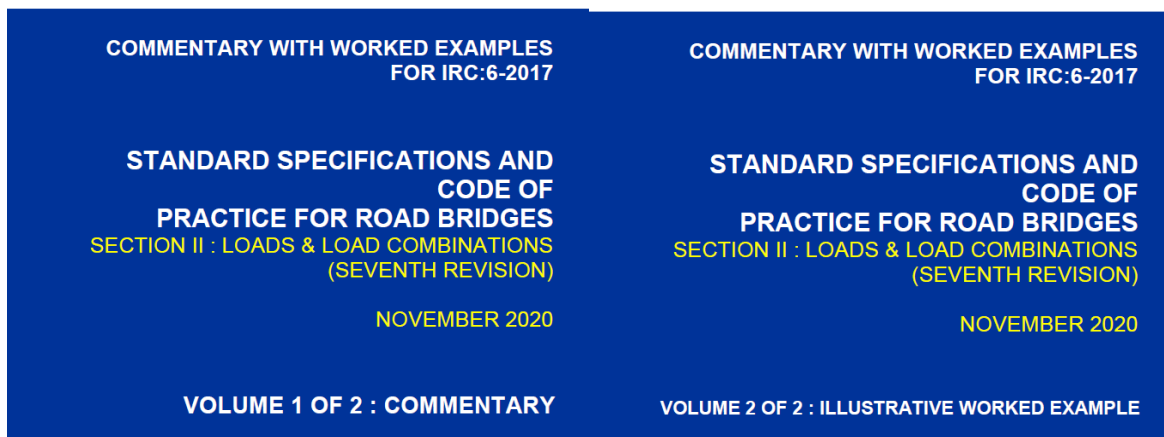 COMMENTARY WITH WORKED EXAMPLES
FOR IRC:6-2017
STANDARD SPECIFICATIONS AND
CODE OF
PRACTICE FOR ROAD BRIDGES
SECTION II : LOADS & LOAD COMBINATIONS
(SEVENTH REVISION)
NOVEMBER 2020
VOLUME 1 OF 2 : COMMENTARY
COMMENTARY WITH WORKED EXAMPLES
FOR IRC:6-2017
STANDARD SPECIFICATIONS AND
CODE OF
PRACTICE FOR ROAD BRIDGES
SECTION II : LOADS & LOAD COMBINATIONS
(SEVENTH REVISION)
NOVEMBER 2020
VOLUME 2 OF 2 : ILLUSTRATIVE WORKED EXAMPLE